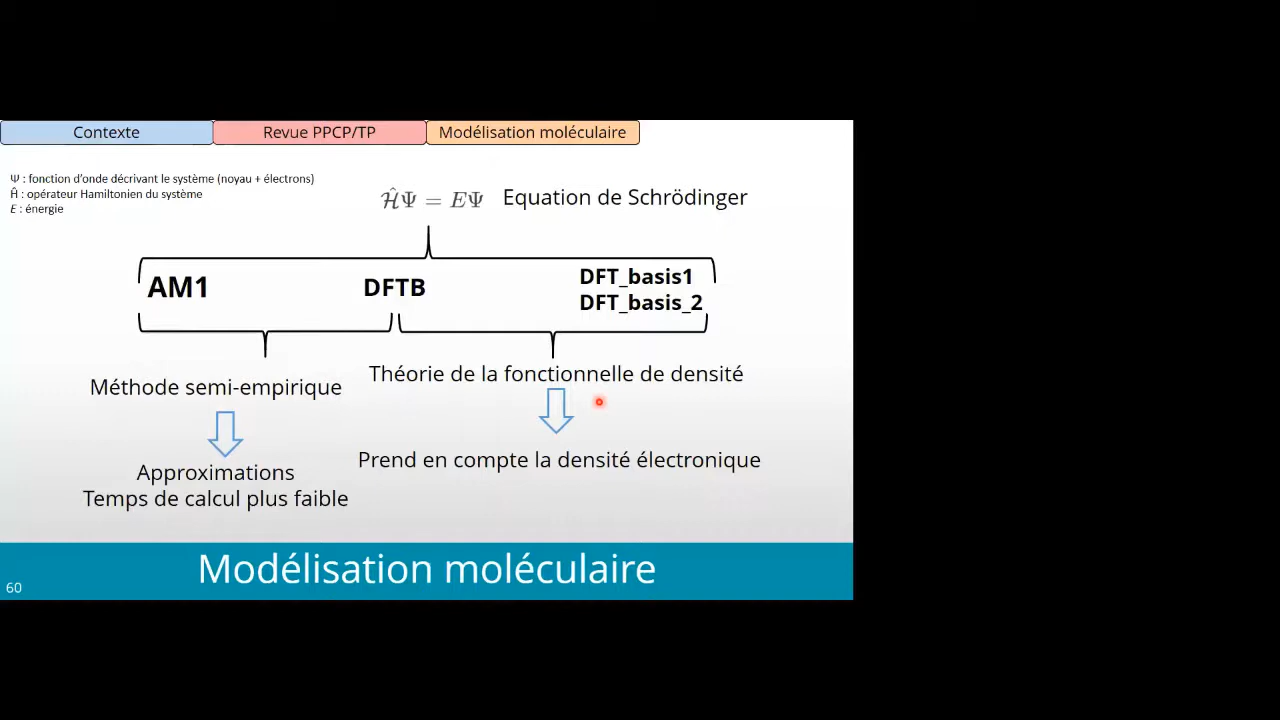 Contexte
Revue PPCP/TP
Modélisation moléculaire
Ψ : fonction d'onde décrivant le système (noyau + électrons)
Ĥ : opérateur Hamiltonien du système
E : énergie
ĤΨ = EΨ Equation de Schrödinger
AM1
DFTB
DFT_basis1
DFT_basis_2
Méthode semi-empirique
Théorie de la fonctionnelle de densité
Approximations
Temps de calcul plus faible
Prend en compte la densité électronique
Modélisation moléculaire
60